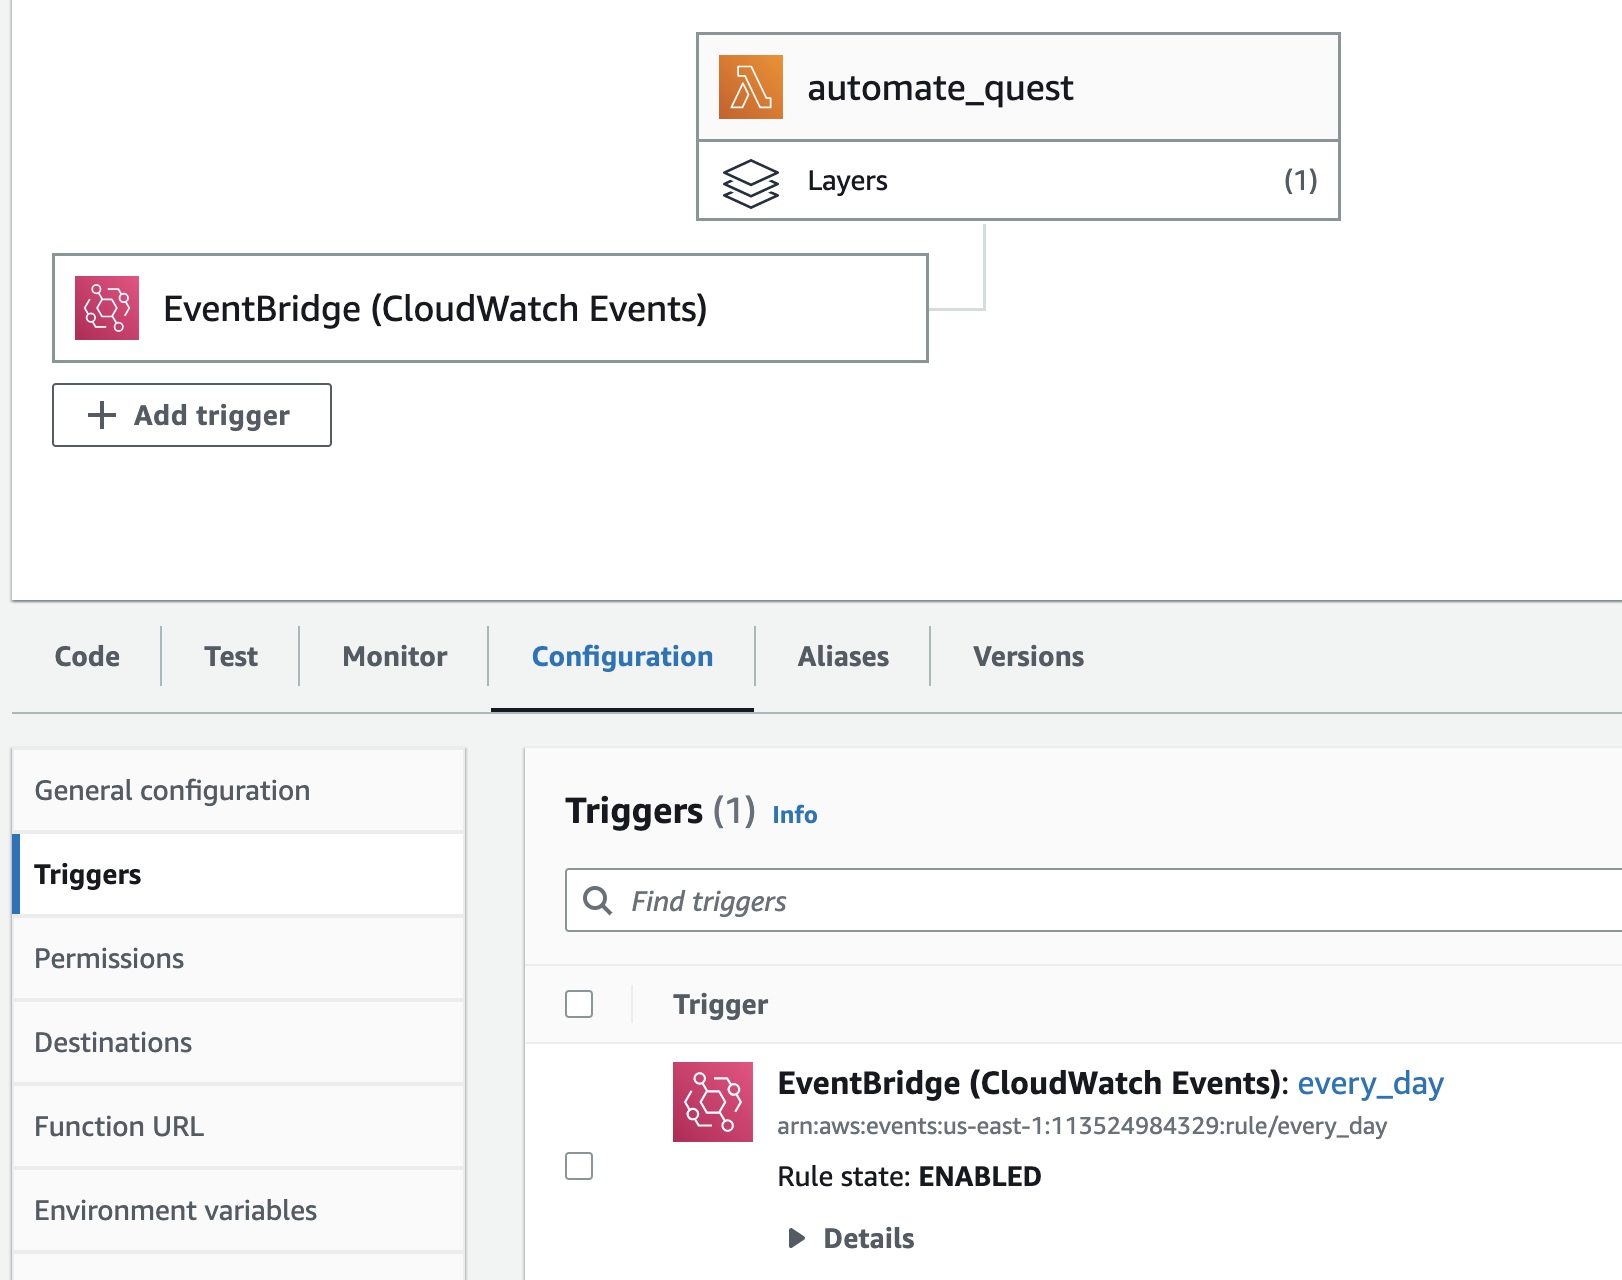 automate_quest
Layers (1)
EventBridge (CloudWatch Events)
Add trigger
Code Test Monitor Configuration Aliases Versions
General configuration
Triggers
Permissions
Destinations
Function URL
Environment variables
Triggers (1) Info
Find triggers
Trigger
EventBridge (CloudWatch Events): every_day
arn:aws:events:us-east-1:113524984329:rule/every_day
Rule state: ENABLED
Details